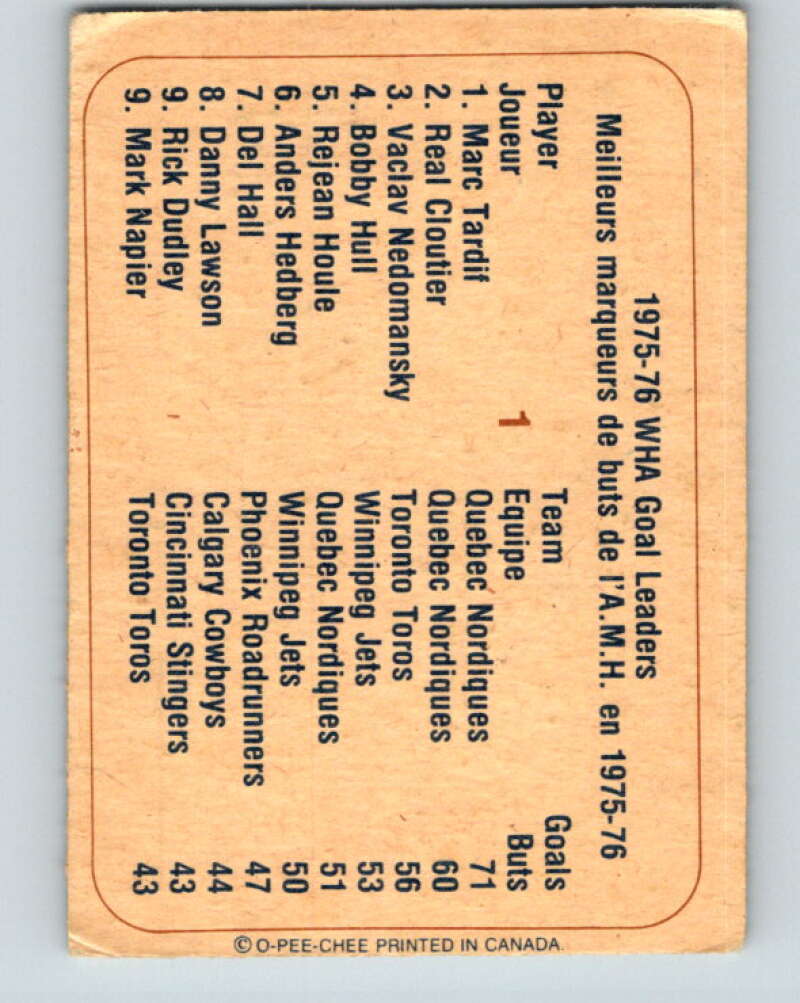 1975-76 WHA Goal Leaders
Meilleurs marqueurs de buts de l'A.M.H. en 1975-76
Player Team Goals
Joueur 1 Equipe Buts
1. Marc Tardif Quebec Nordiques 71
2. Real Cloutier Quebec Nordiques 60
3. Vaclav Nedomansky Toronto Toros 56
4. Bobby Hull Winnipeg Jets 53
5. Rejean Houle Quebec Nordiques 51
6. Anders Hedberg Winnipeg Jets 50
7. Del Hall Phoenix Roadrunners 47
8. Danny Lawson Calgary Cowboys 44
9. Rick Dudley Cincinnati Stingers 43
9. Mark Napier Toronto Toros 43
© O-PEE-CHEE PRINTED IN CANADA.